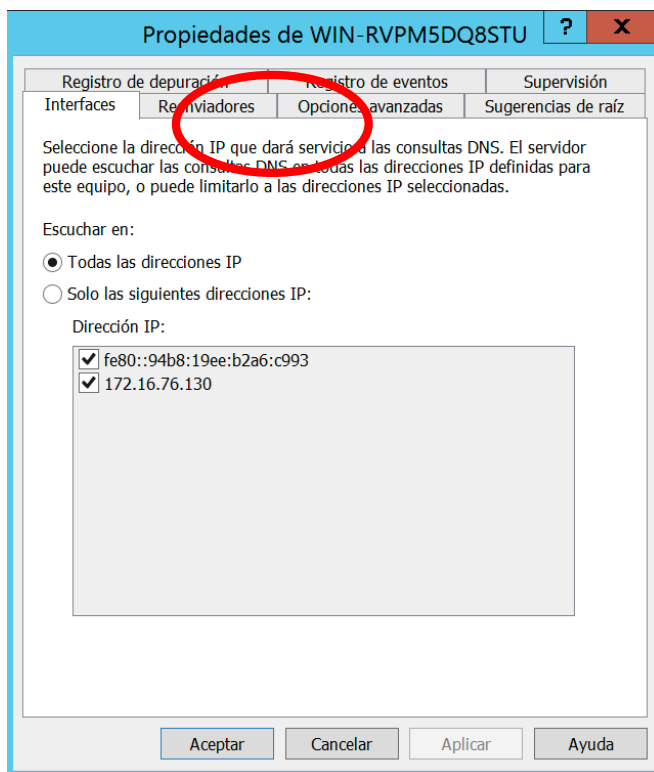 Propiedades de WIN-RVPM5DQ8STU ? X
Registro de depuración Registro de eventos Supervisión
Interfaces Reenviadores Opciones avanzadas Sugerencias de raíz
Seleccione la dirección IP que dará servicio a las consultas DNS. El servidor
puede escuchar las consultas DNS en todas las direcciones IP definidas para
este equipo, o puede limitarlo a las direcciones IP seleccionadas.
Escuchar en:
Todas las direcciones IP
Solo las siguientes direcciones IP:
Dirección IP:
fe80::94b8:19ee:b2a6:c993
172.16.76.130
Aceptar Cancelar Aplicar Ayuda